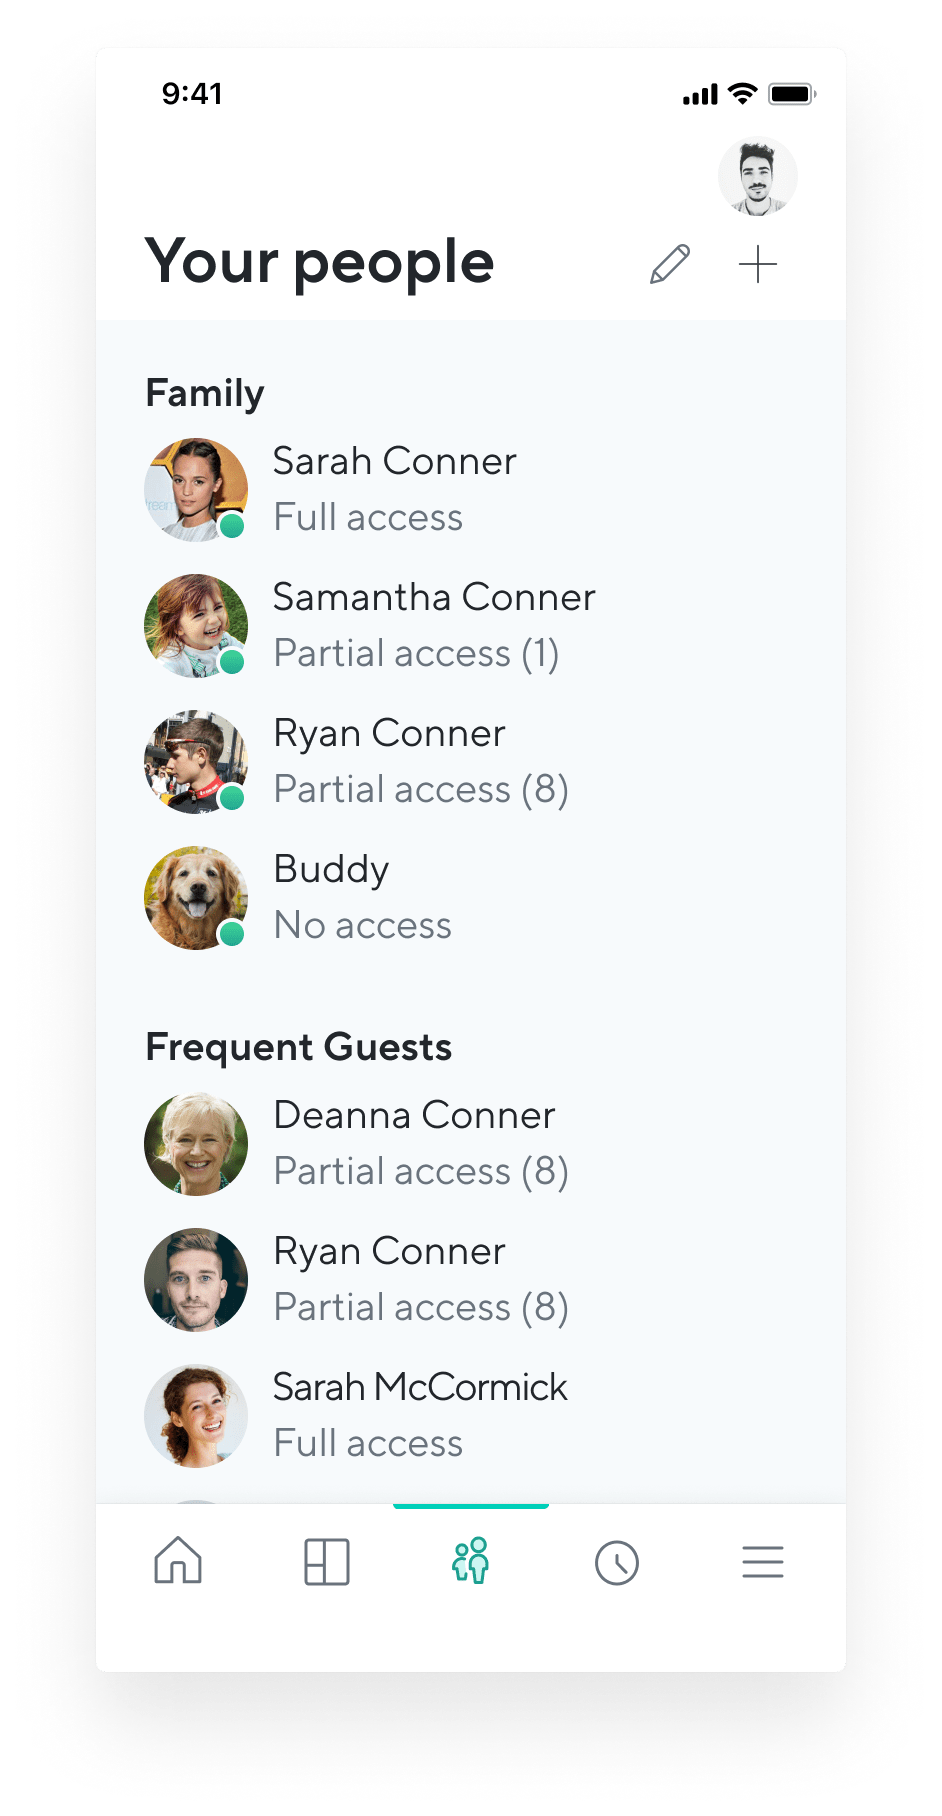 9:41
Your people
Family
Sarah Conner
Full access
Samantha Conner
Partial access (1)
Ryan Conner
Partial access (8)
Buddy
No access
Frequent Guests
Deanna Conner
Partial access (8)
Ryan Conner
Partial access (8)
Sarah McCormick
Full access